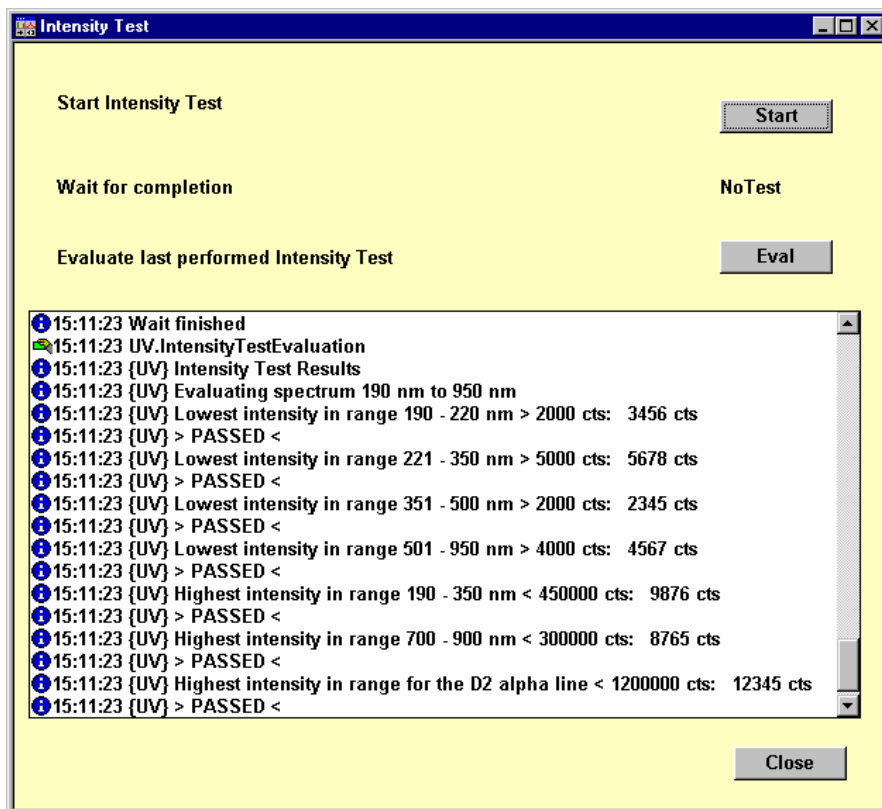 Intensity Test
Start Intensity Test
Start
Wait for completion
NoTest
Evaluate last performed Intensity Test
Eval
15:11:23 Wait finished
15:11:23 UV.IntensityTestEvaluation
15:11:23 {UV} Intensity Test Results
15:11:23 {UV} Evaluating spectrum 190 nm to 950 nm
15:11:23 {UV} Lowest intensity in range 190 - 220 nm > 2000 cts: 3456 cts
15:11:23 {UV} > PASSED <
15:11:23 {UV} Lowest intensity in range 221 - 350 nm > 5000 cts: 5678 cts
15:11:23 {UV} > PASSED <
15:11:23 {UV} Lowest intensity in range 351 - 500 nm > 2000 cts: 2345 cts
15:11:23 {UV} > PASSED <
15:11:23 {UV} Lowest intensity in range 501 - 950 nm > 4000 cts: 4567 cts
15:11:23 {UV} > PASSED <
15:11:23 {UV} Highest intensity in range 190 - 350 nm < 450000 cts: 9876 cts
15:11:23 {UV} > PASSED <
15:11:23 {UV} Highest intensity in range 700 - 900 nm < 300000 cts: 8765 cts
15:11:23 {UV} > PASSED <
15:11:23 {UV} Highest intensity in range for the D2 alpha line < 1200000 cts: 12345 cts
15:11:23 {UV} > PASSED <
Close